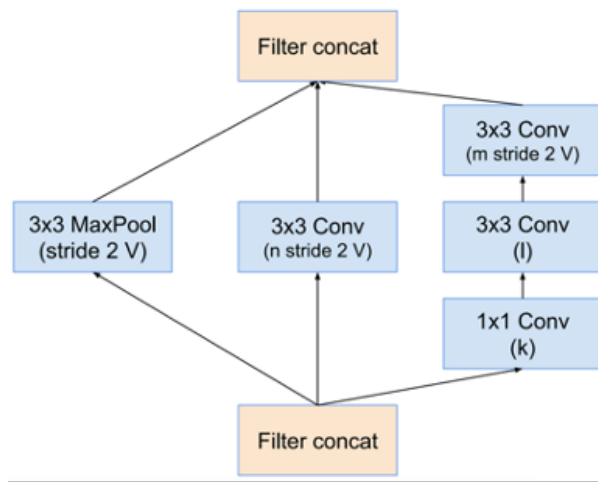 Filter concat
3x3 Conv
(m stride 2 V)
3x3 MaxPool
(stride 2 V)
3x3 Conv
(n stride 2 V)
3x3 Conv
(l)
1x1 Conv
(k)
Filter concat